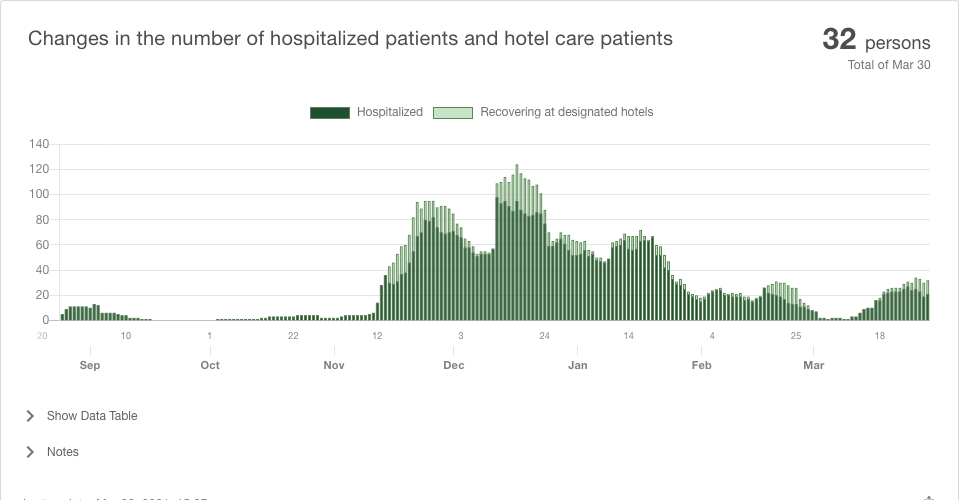 Changes in the number of hospitalized patients and hotel care patients
32 persons
Total of Mar 30
Hospitalized
Recovering at designated hotels
140
120
100
80
60
40
20
0
20 10 1 22 12 3 24 14 4 25 18
Sep Oct Nov Dec Jan Feb Mar
Show Data Table
Notes